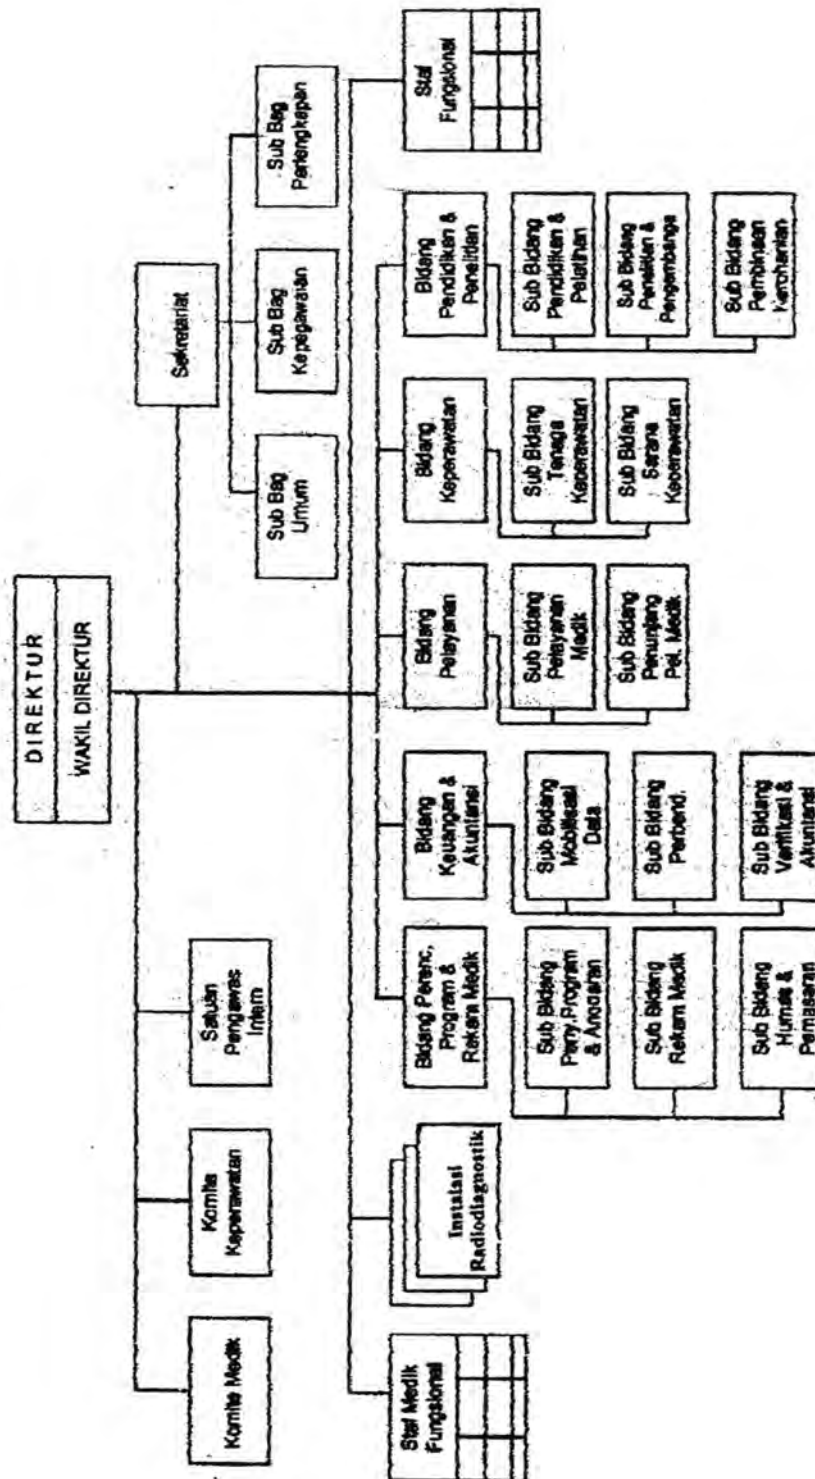 DIREKTUR
WAKIL DIREKTUR
Sekretariat
Sub Bag
Umum
Sub Bag
Kepegawaian
Sub Bag
Perlengkapan
Komite Medik
Komite
Keperawatan
Satuan
Pengawas
Intern
Staf Medik
Fungsional
Instalasi
Radiodiagnostik
Bidang Perenc,
Program &
Rekam Medik
Sub Bidang
Peny.Program
& Anggaran
Sub Bidang
Rekam Medik
Sub Bidang
Humas &
Pemasaran
Bidang
Keuangan &
Akuntansi
Sub Bidang
Mobilisasi
Data
Sub Bidang
Perbend.
Sub Bidang
Verifikasi &
Akuntansi
Bidang
Pelayanan
Sub Bidang
Pelayanan
Medik
Sub Bidang
Penunjang
Pel. Medik
Bidang
Keperawatan
Sub Bidang
Tenaga
Keperawatan
Sub Bidang
Sarana
Keperawatan
Bidang
Pendidikan &
Penelitian
Sub Bidang
Pendidikan &
Pelatihan
Sub Bidang
Penelitian &
Pengembanga
Sub Bidang
Pembinaan
Kerohanian
Staf
Fungsional